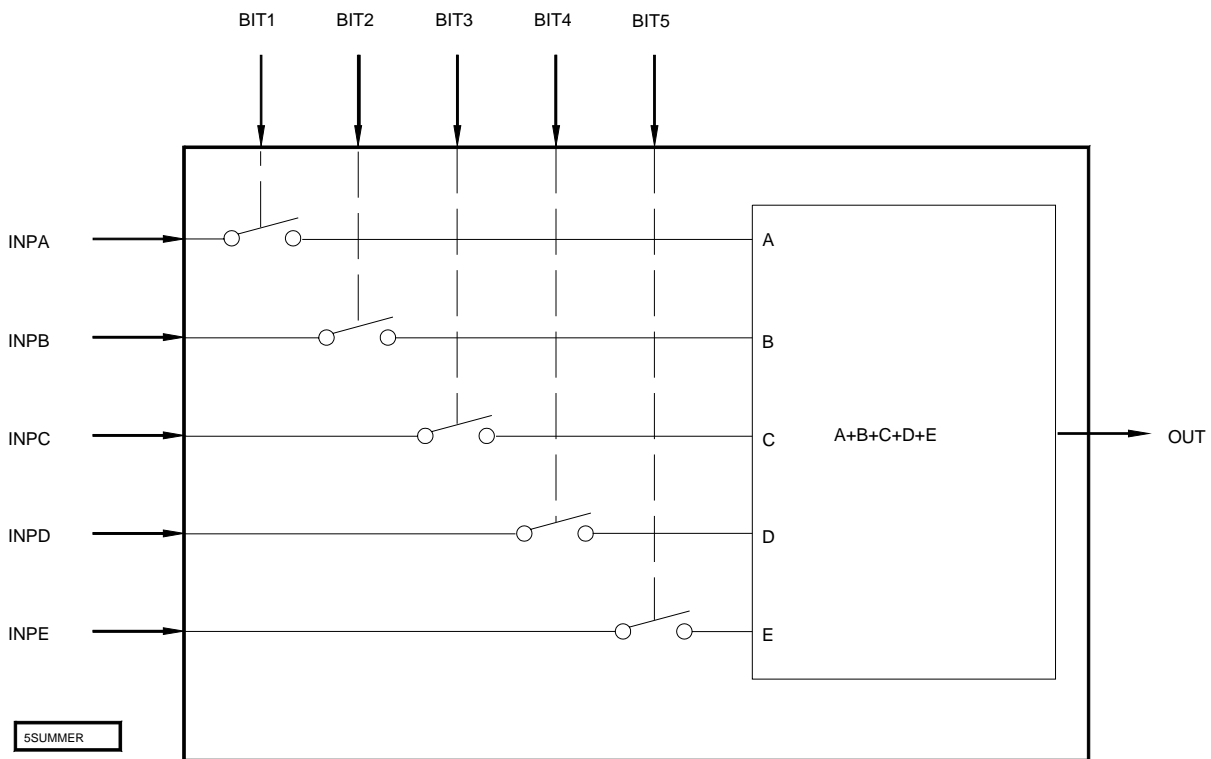 BIT1 BIT2 BIT3 BIT4 BIT5
INPA A
INPB B
INPC C A+B+C+D+E OUT
INPD D
INPE E
5SUMMER